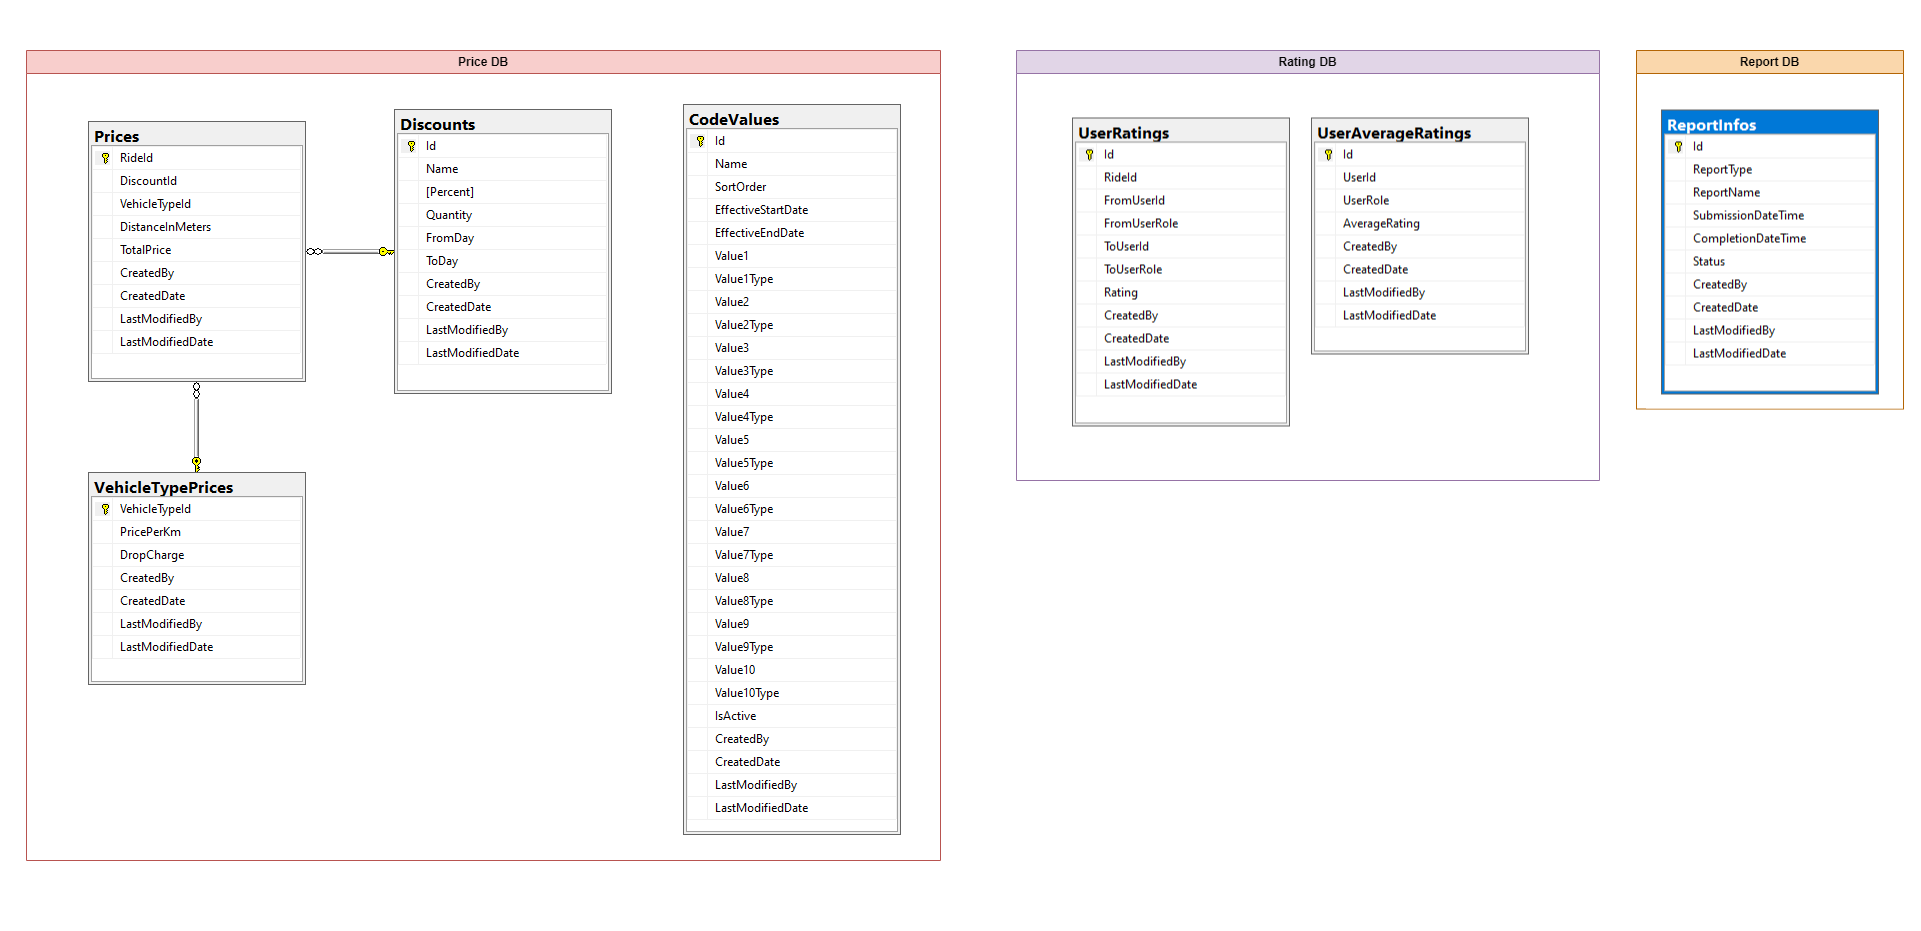 Price DB
Prices
RideId
DiscountId
VehicleTypeId
DistanceInMeters
TotalPrice
CreatedBy
CreatedDate
LastModifiedBy
LastModifiedDate
Discounts
Id
Name
[Percent]
Quantity
FromDay
ToDay
CreatedBy
CreatedDate
LastModifiedBy
LastModifiedDate
VehicleTypePrices
VehicleTypeId
PricePerKm
DropCharge
CreatedBy
CreatedDate
LastModifiedBy
LastModifiedDate
CodeValues
Id
Name
SortOrder
EffectiveStartDate
EffectiveEndDate
Value1
Value1Type
Value2
Value2Type
Value3
Value3Type
Value4
Value4Type
Value5
Value5Type
Value6
Value6Type
Value7
Value7Type
Value8
Value8Type
Value9
Value9Type
Value10
Value10Type
IsActive
CreatedBy
CreatedDate
LastModifiedBy
LastModifiedDate
Rating DB
UserRatings
Id
RideId
FromUserId
FromUserRole
ToUserId
ToUserRole
Rating
CreatedBy
CreatedDate
LastModifiedBy
LastModifiedDate
UserAverageRatings
Id
UserId
UserRole
AverageRating
CreatedBy
CreatedDate
LastModifiedBy
LastModifiedDate
Report DB
ReportInfos
Id
ReportType
ReportName
SubmissionDateTime
CompletionDateTime
Status
CreatedBy
CreatedDate
LastModifiedBy
LastModifiedDate